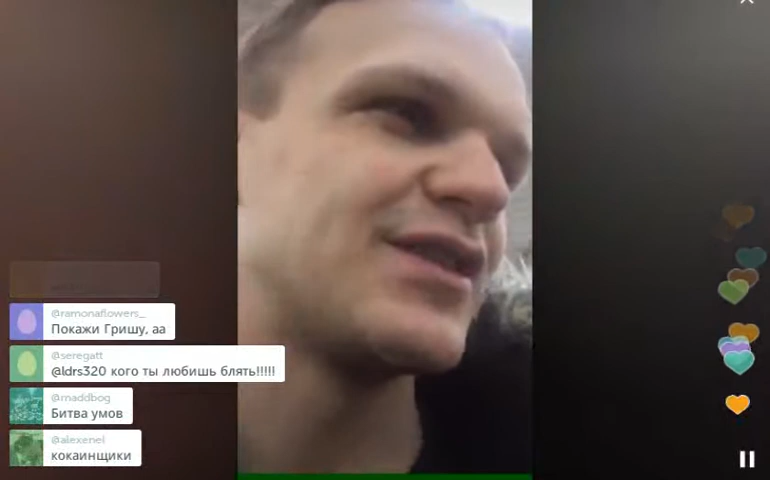 @ramonaflowers_
Покажи Гришу, аа
@seregatt
@ldrs320 кого ты любишь блять!!!!!
@maddbog
Битва умов
@alexenel
кокаинщики